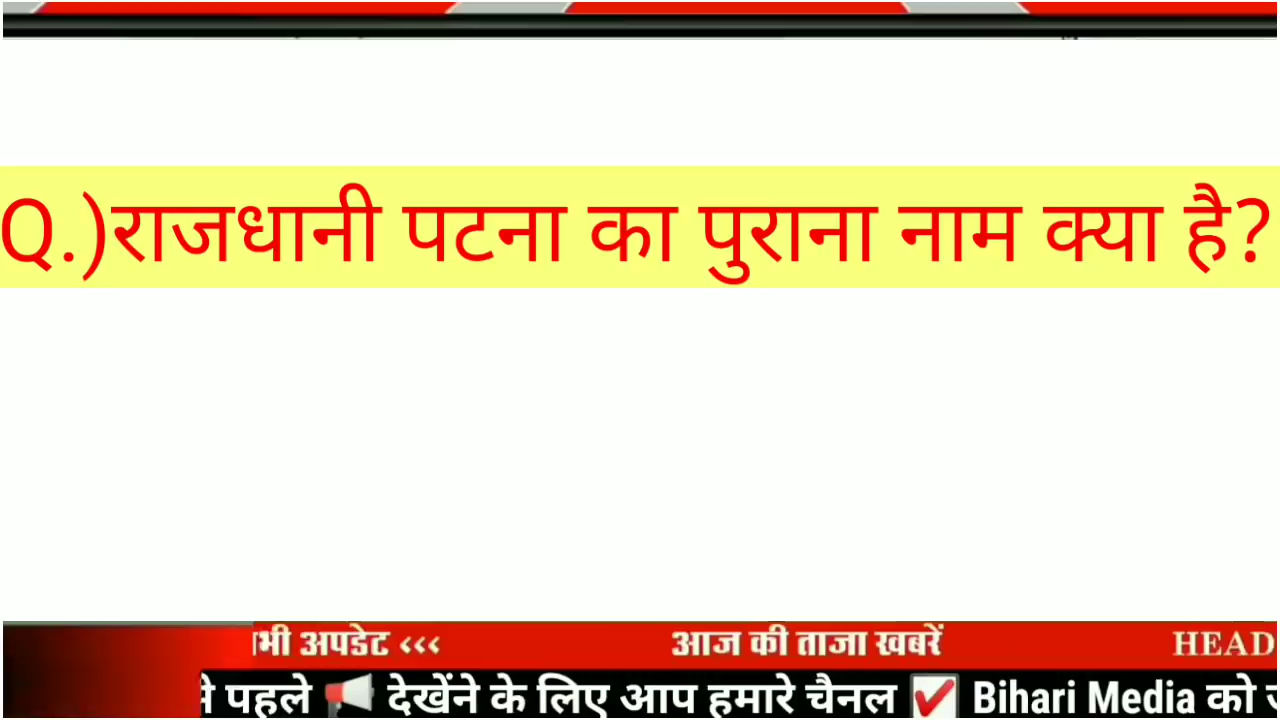 Q.)राजधानी पटना का पुराना नाम क्या है?
भी अपडेट <<< आज की ताजा खबरें HEAD
पहले 📢 देखेंने के लिए आप हमारे चैनल ✔ Bihari Media को